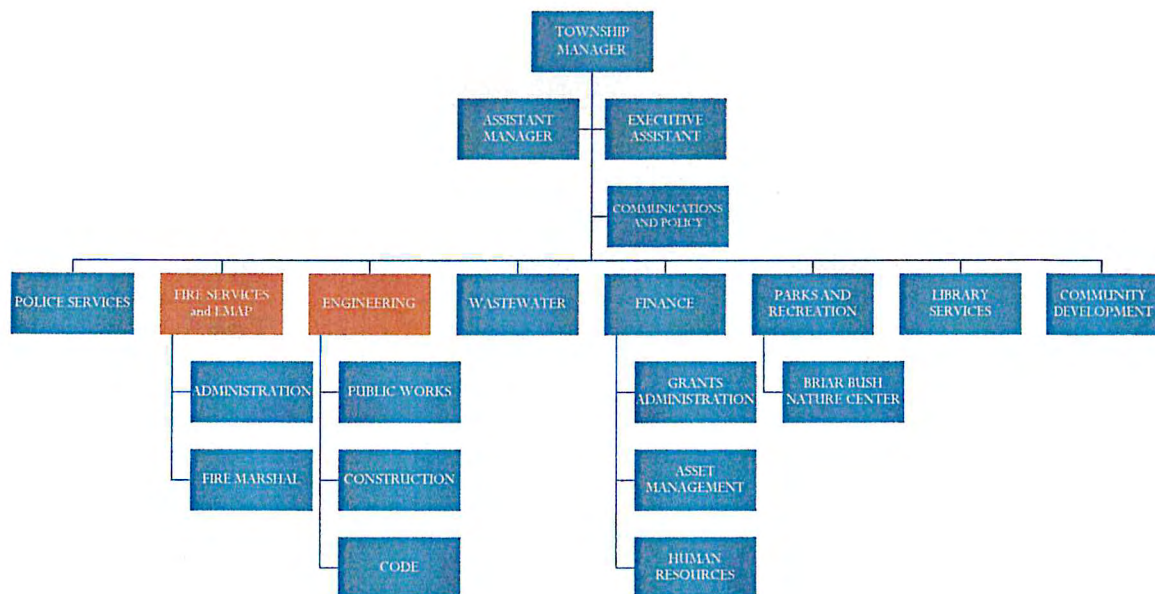 TOWNSHIP
MANAGER
ASSISTANT
MANAGER
EXECUTIVE
ASSISTANT
COMMUNICATIONS
AND POLICY
POLICE SERVICES
FIRE SERVICES
and EMAP
ENGINEERING
WASTEWATER
FINANCE
PARKS AND
RECREATION
LIBRARY
SERVICES
COMMUNITY
DEVELOPMENT
ADMINISTRATION
PUBLIC WORKS
GRANTS
ADMINISTRATION
BRIAR BUSH
NATURE CENTER
FIRE MARSHAL
CONSTRUCTION
ASSET
MANAGEMENT
CODE
HUMAN
RESOURCES